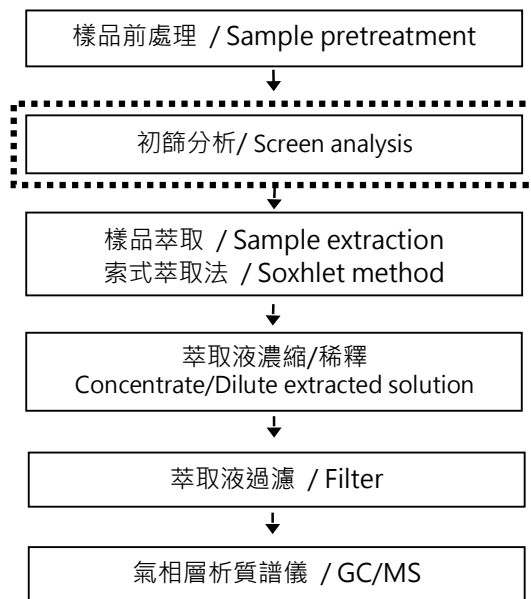 樣品前處理 / Sample pretreatment
初篩分析/ Screen analysis
樣品萃取 / Sample extraction
索式萃取法 / Soxhlet method
萃取液濃縮/稀釋
Concentrate/Dilute extracted solution
萃取液過濾 / Filter
氣相層析質譜儀 / GC/MS